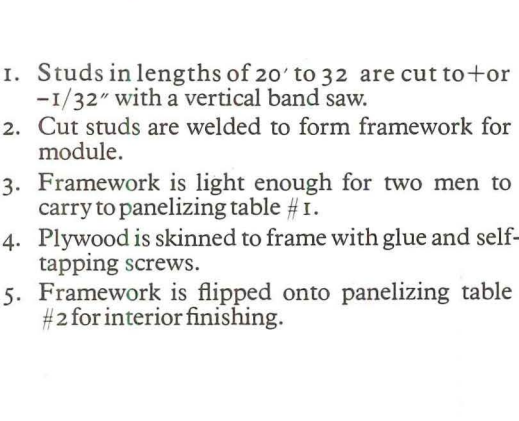 1. Studs in lengths of 20′ to 32 are cut to+or
-1/32″ with a vertical band saw.
2. Cut studs are welded to form framework for
module.
3. Framework is light enough for two men to
carry to panelizing table #1.
4. Plywood is skinned to frame with glue and self-
tapping screws.
5. Framework is flipped onto panelizing table
#2 for interior finishing.